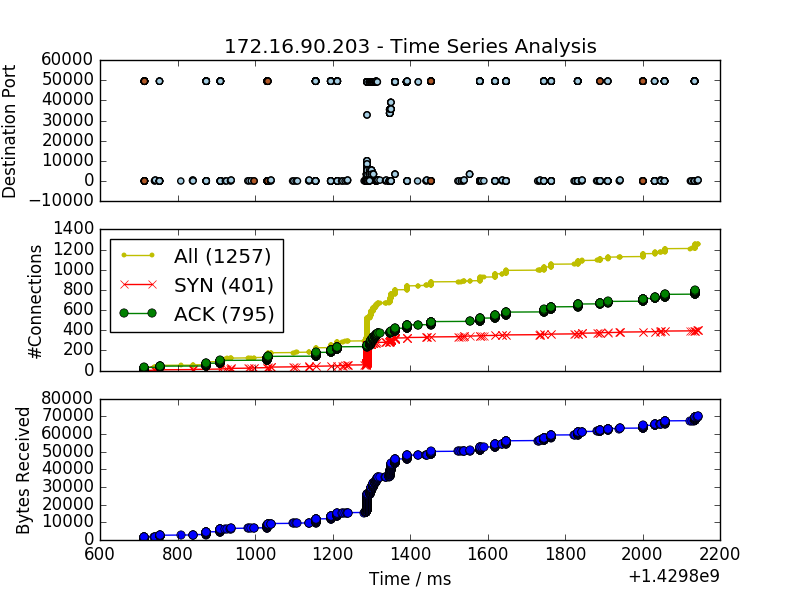 172.16.90.203 - Time Series Analysis
Destination Port
60000
50000
40000
30000
20000
10000
0
−10000
#Connections
1400
1200
1000
800
600
400
200
0
All (1257)
SYN (401)
ACK (795)
Bytes Received
80000
70000
60000
50000
40000
30000
20000
10000
0
600 800 1000 1200 1400 1600 1800 2000 2200
Time / ms
+1.4298e9